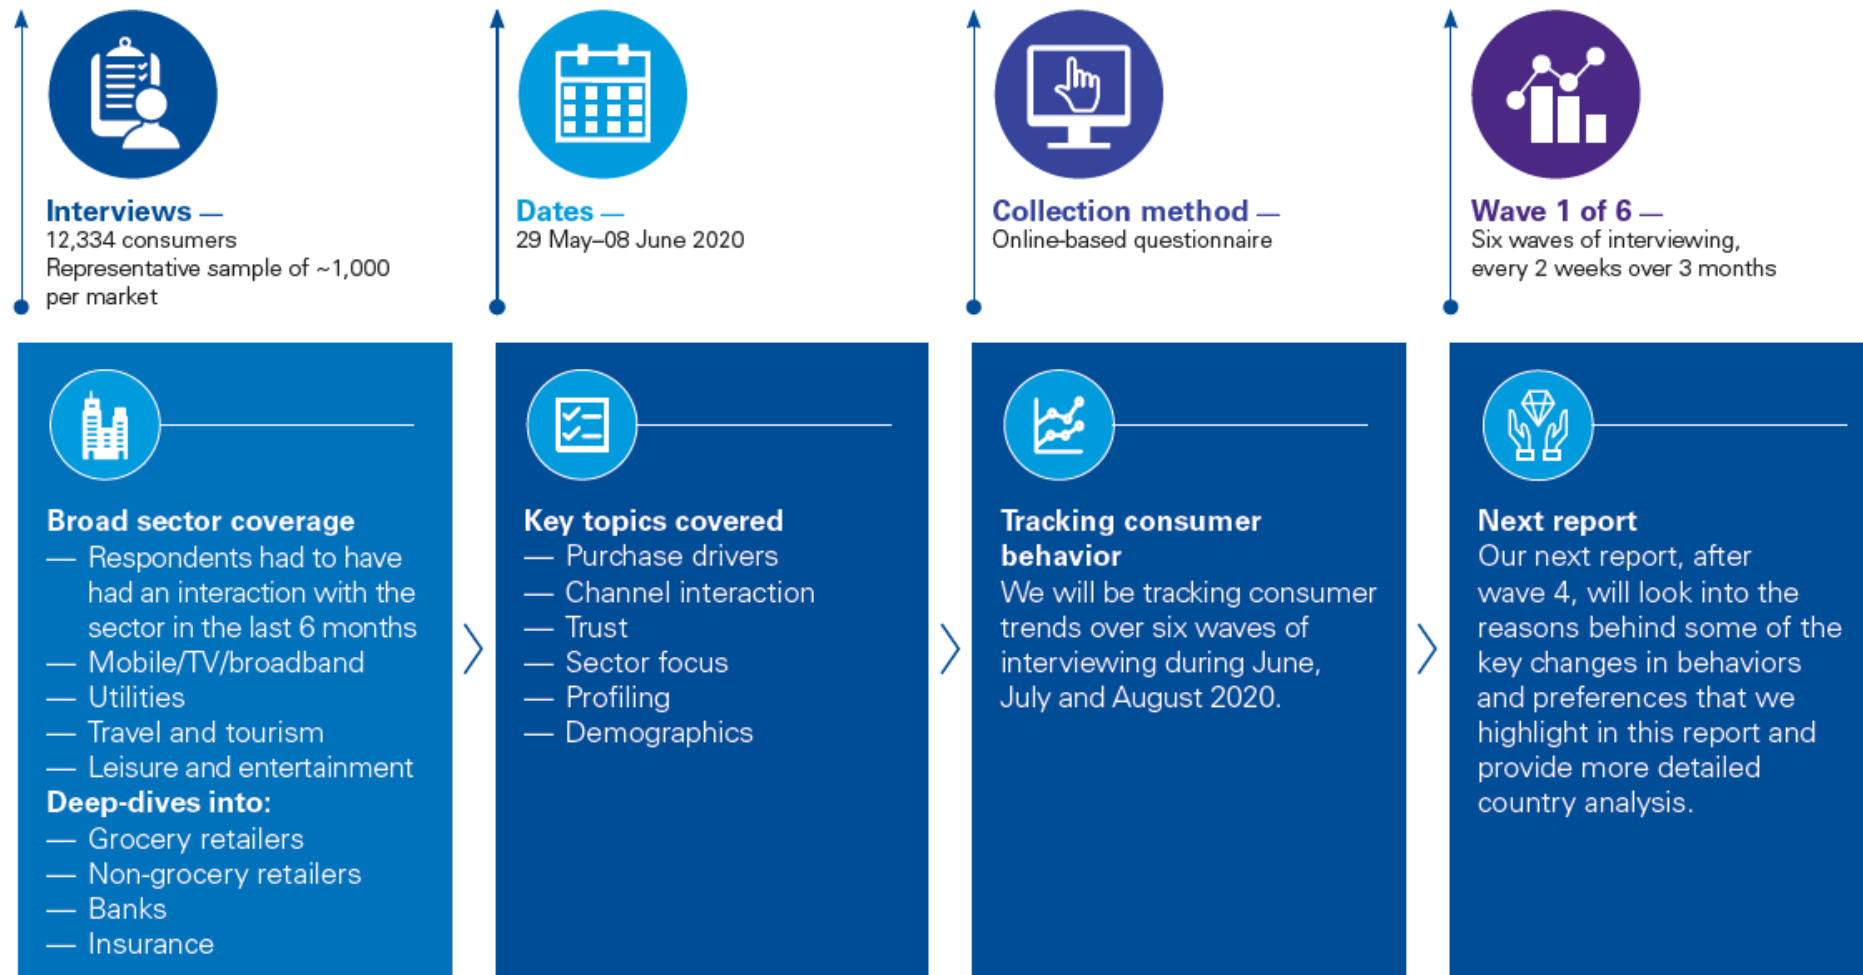 Interviews —
12,334 consumers
Representative sample of ~1,000
per market
Dates —
29 May–08 June 2020
Collection method —
Online-based questionnaire
Wave 1 of 6 —
Six waves of interviewing,
every 2 weeks over 3 months
Broad sector coverage
— Respondents had to have
had an interaction with the
sector in the last 6 months
— Mobile/TV/broadband
— Utilities
— Travel and tourism
— Leisure and entertainment
Deep-dives into:
— Grocery retailers
— Non-grocery retailers
— Banks
— Insurance
Key topics covered
— Purchase drivers
— Channel interaction
— Trust
— Sector focus
— Profiling
— Demographics
Tracking consumer
behavior
We will be tracking consumer
trends over six waves of
interviewing during June,
July and August 2020.
Next report
Our next report, after
wave 4, will look into the
reasons behind some of the
key changes in behaviors
and preferences that we
highlight in this report and
provide more detailed
country analysis.